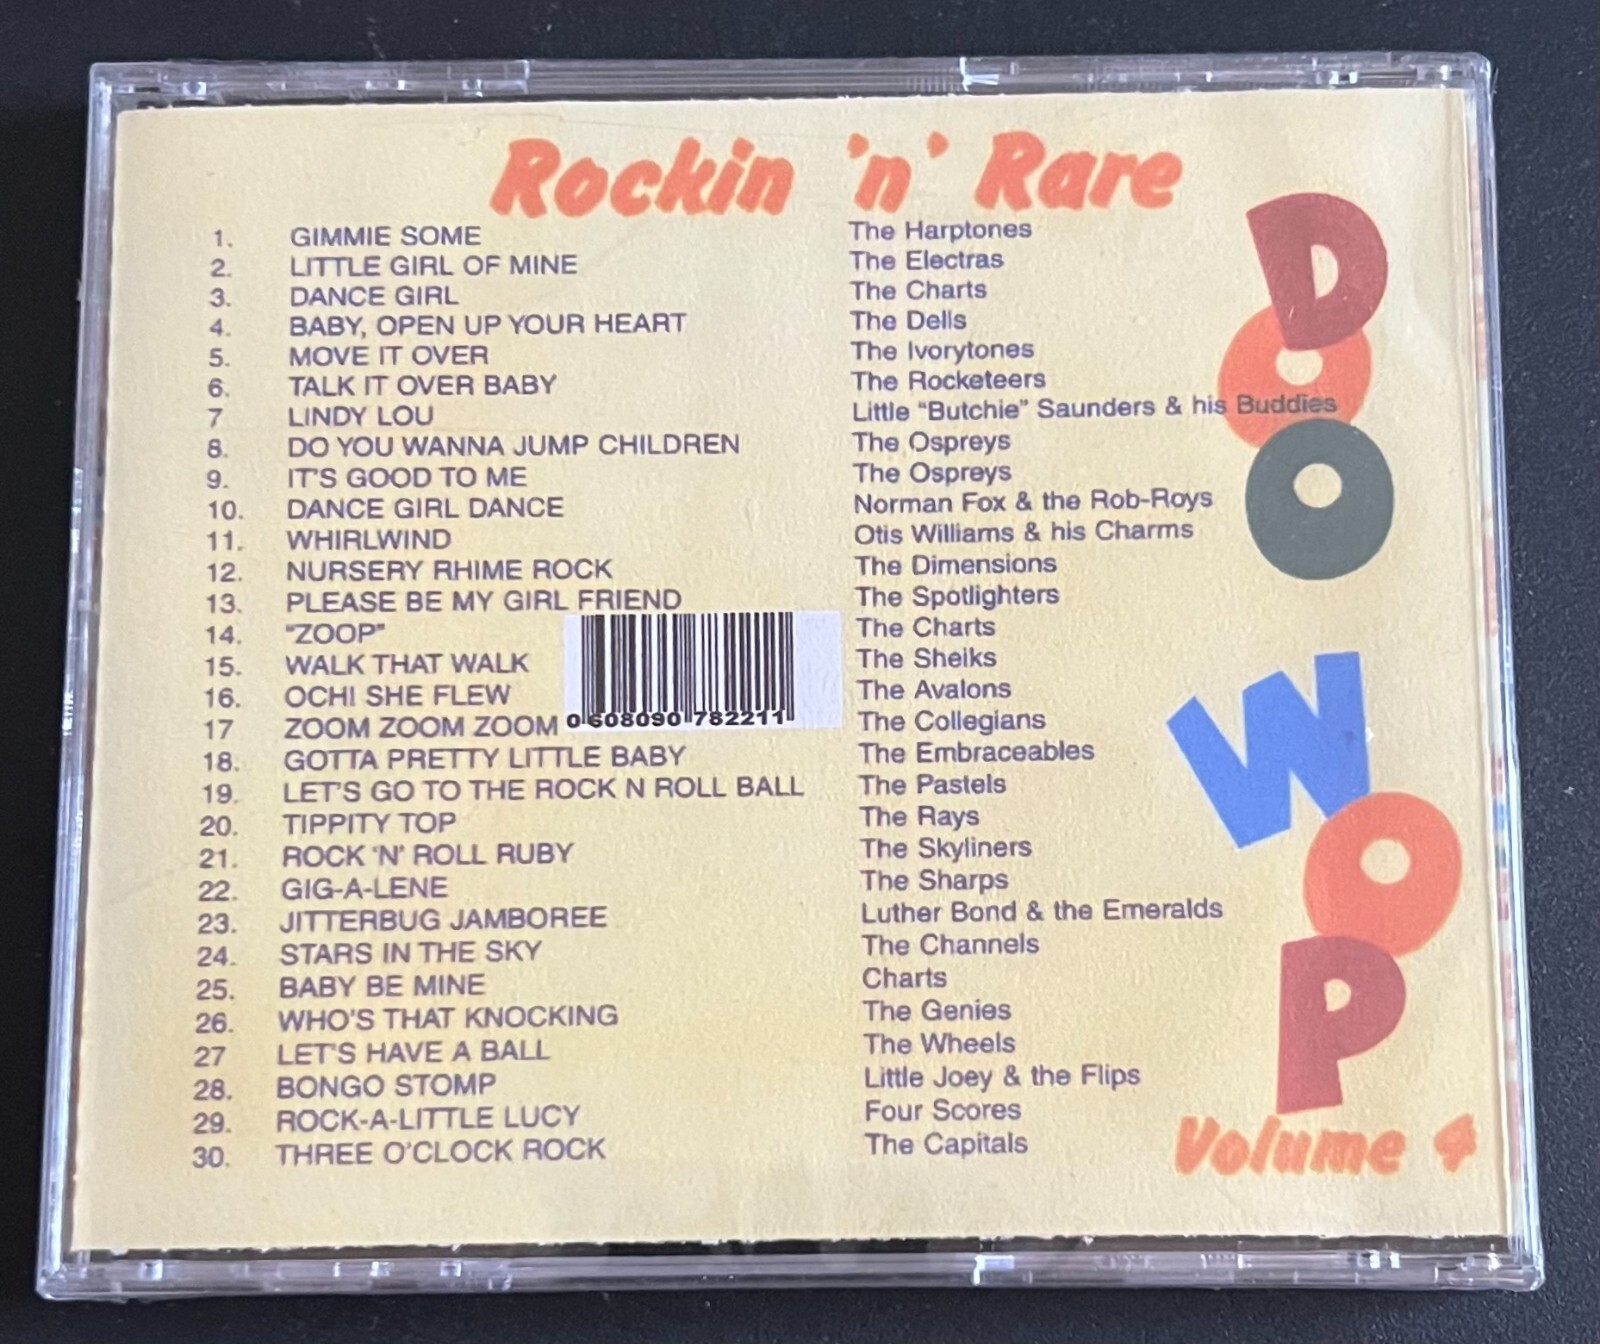 Rockin 'n' Rare
1. GIMMIE SOME The Harptones
2. LITTLE GIRL OF MINE The Electras
3. DANCE GIRL The Charts
4. BABY, OPEN UP YOUR HEART The Dells
5. MOVE IT OVER The Ivorytones
6. TALK IT OVER BABY The Rocketeers
7 LINDY LOU Little "Butchie" Saunders & his Buddies
8. DO YOU WANNA JUMP CHILDREN The Ospreys
9. IT'S GOOD TO ME The Ospreys
10. DANCE GIRL DANCE Norman Fox & the Rob-Roys
11. WHIRLWIND Otis Williams & his Charms
12. NURSERY RHIME ROCK The Dimensions
13. PLEASE BE MY GIRL FRIEND The Spotlighters
14. "ZOOP" The Charts
15. WALK THAT WALK The Sheiks
16. OCH! SHE FLEW The Avalons
17 ZOOM ZOOM ZOOM The Collegians
0 608090 782211
18. GOTTA PRETTY LITTLE BABY The Embraceables
19. LET'S GO TO THE ROCK N ROLL BALL The Pastels
20. TIPPITY TOP The Rays
21. ROCK 'N' ROLL RUBY The Skyliners
22. GIG-A-LENE The Sharps
23. JITTERBUG JAMBOREE Luther Bond & the Emeralds
24. STARS IN THE SKY The Channels
25. BABY BE MINE Charts
26. WHO'S THAT KNOCKING The Genies
27 LET'S HAVE A BALL The Wheels
28. BONGO STOMP Little Joey & the Flips
29. ROCK-A-LITTLE LUCY Four Scores
30. THREE O'CLOCK ROCK The Capitals
DOO
WOP
Volume 4